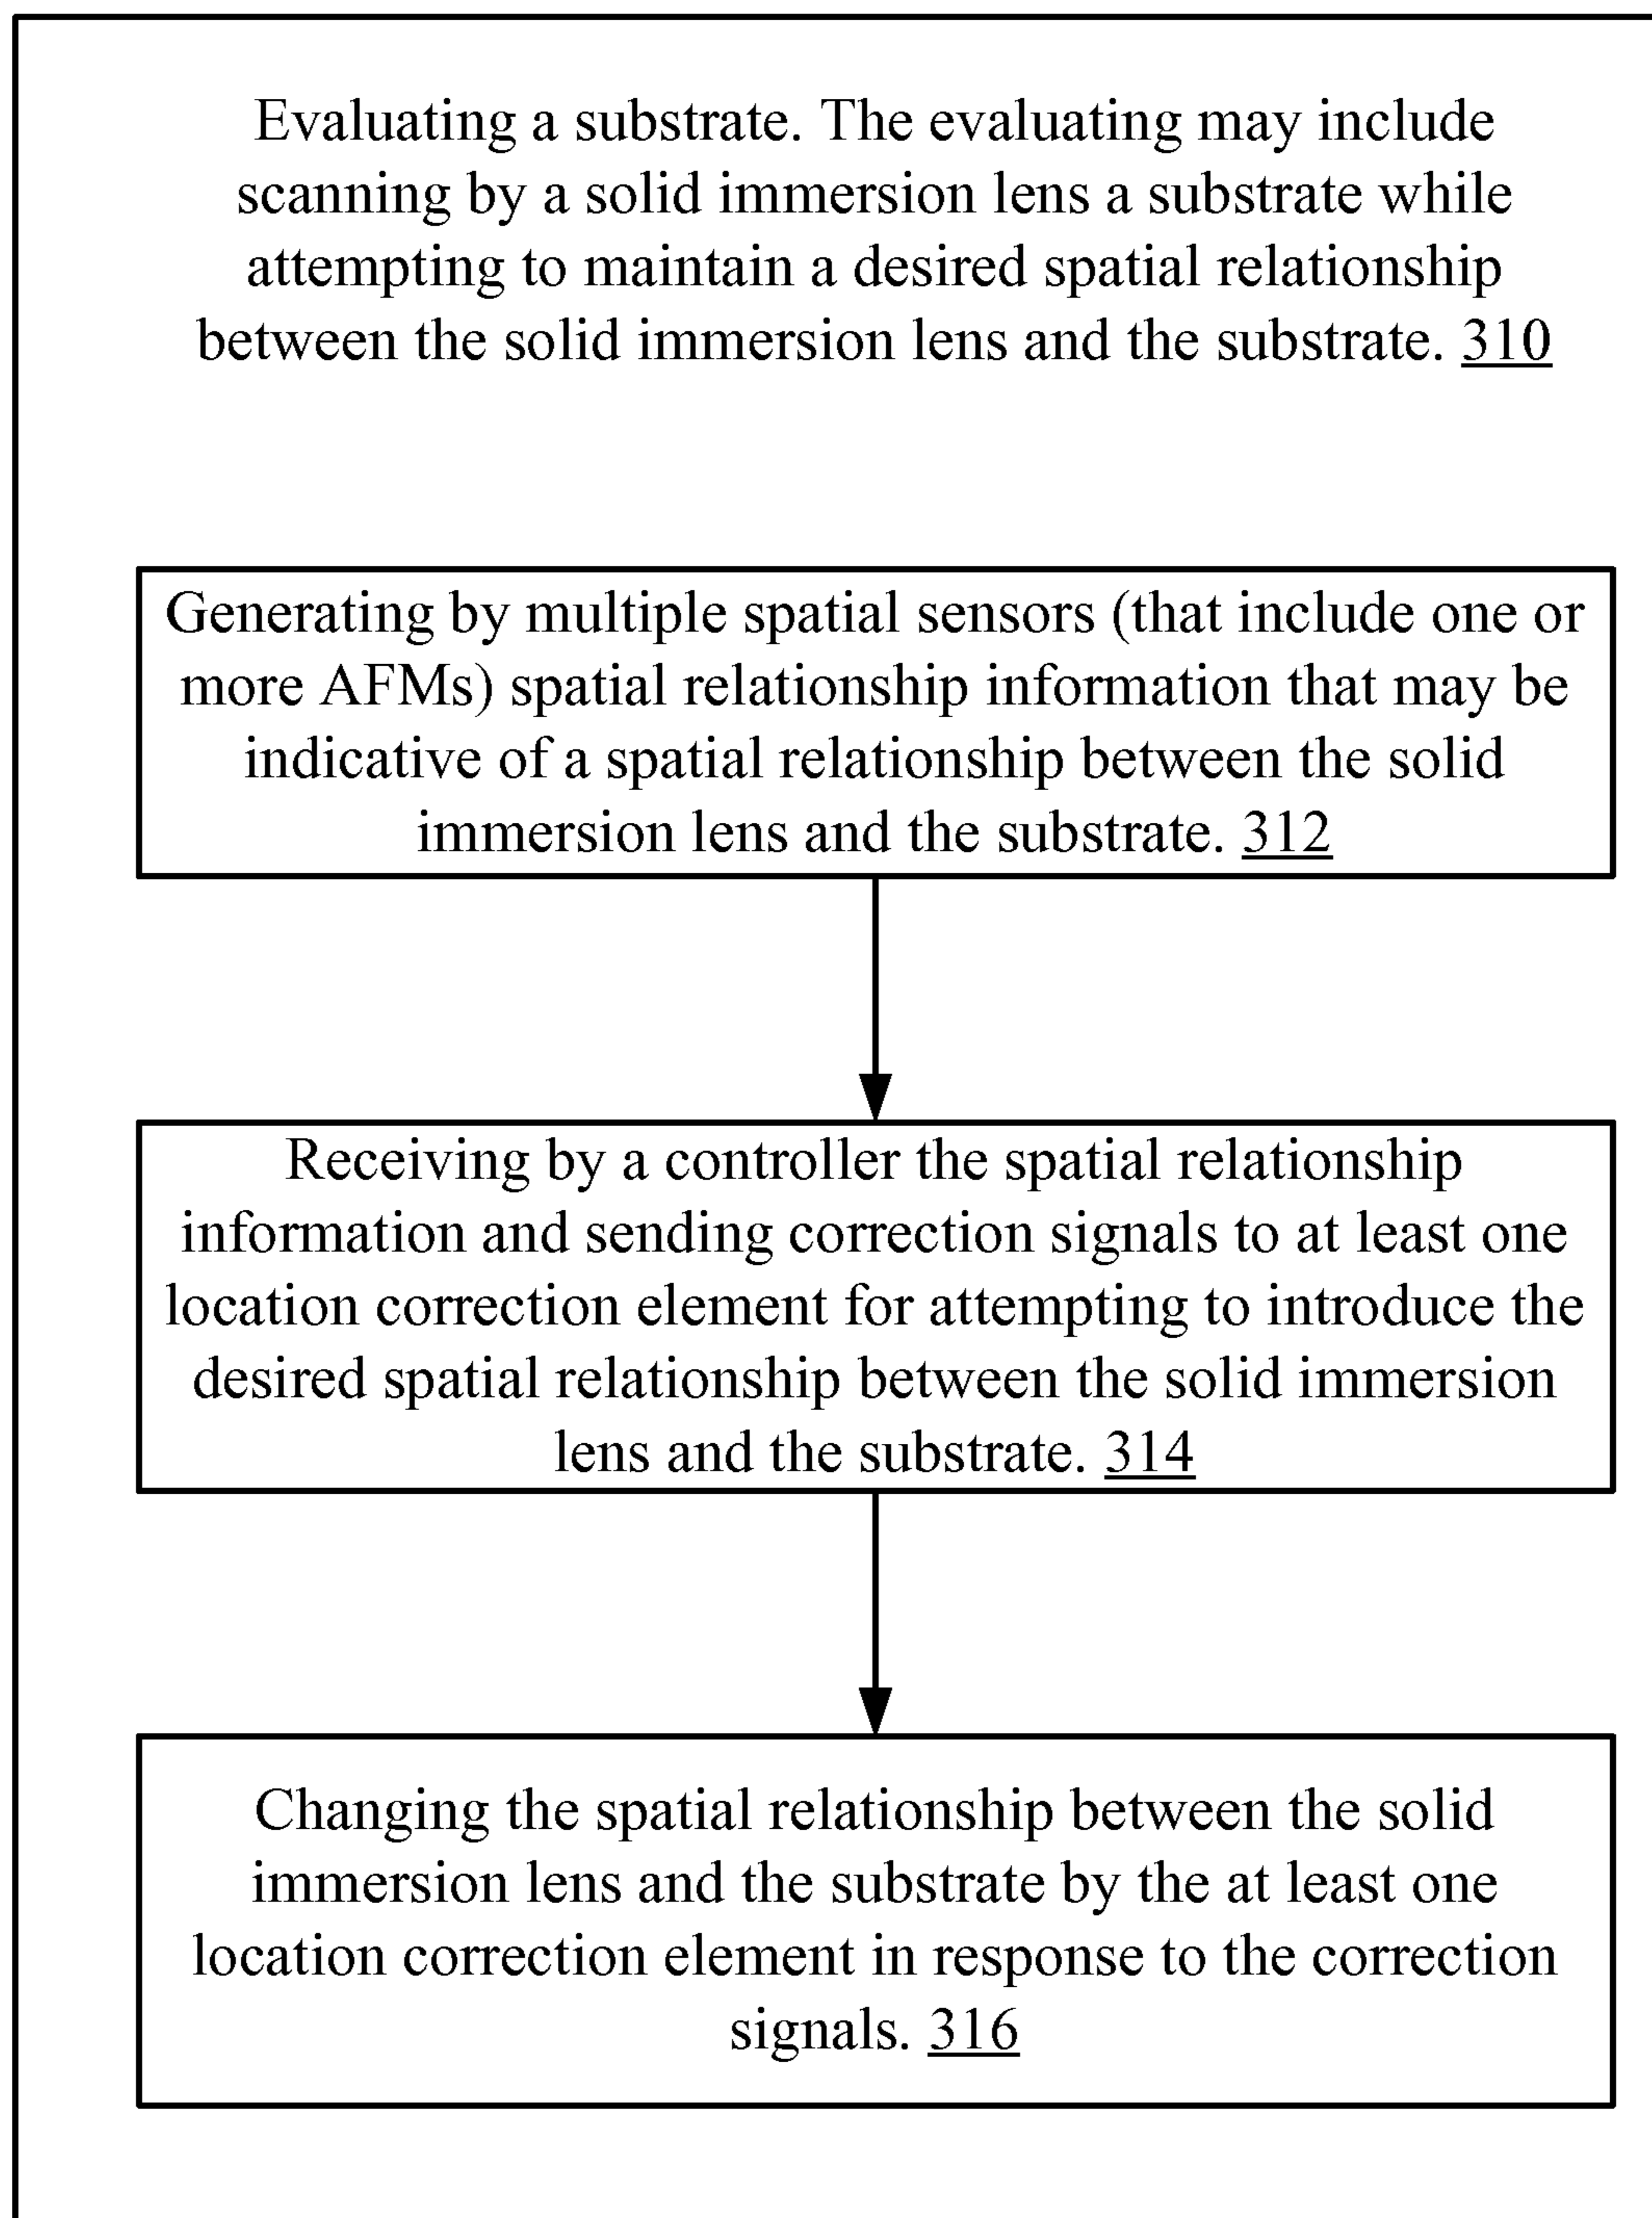 Evaluating a substrate. The evaluating may include
scanning by a solid immersion lens a substrate while
attempting to maintain a desired spatial relationship
between the solid immersion lens and the substrate. 310
Generating by multiple spatial sensors (that include one or
more AFMs) spatial relationship information that may be
indicative of a spatial relationship between the solid
immersion lens and the substrate. 312
Receiving by a controller the spatial relationship
information and sending correction signals to at least one
location correction element for attempting to introduce the
desired spatial relationship between the solid immersion
lens and the substrate. 314
Changing the spatial relationship between the solid
immersion lens and the substrate by the at least one
location correction element in response to the correction
signals. 316